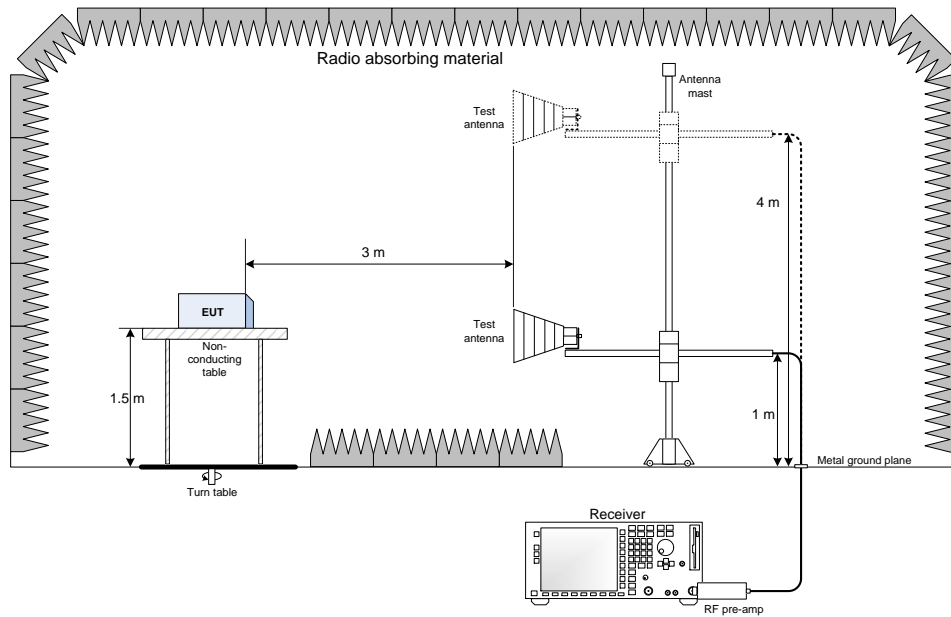 Radio absorbing material
Antenna
mast
Test
antenna
4 m
3 m
EUT
Test
antenna
Non-
conducting
table
1.5 m
1 m
Metal ground plane
Turn table
Receiver
RF pre-amp